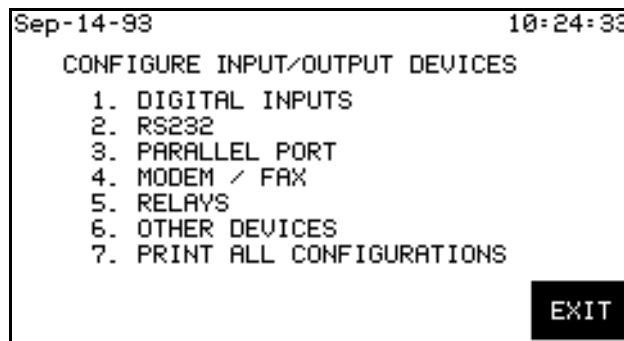 Sep-14-93 10:24:33
CONFIGURE INPUT/OUTPUT DEVICES
1. DIGITAL INPUTS
2. RS232
3. PARALLEL PORT
4. MODEM / FAX
5. RELAYS
6. OTHER DEVICES
7. PRINT ALL CONFIGURATIONS
EXIT